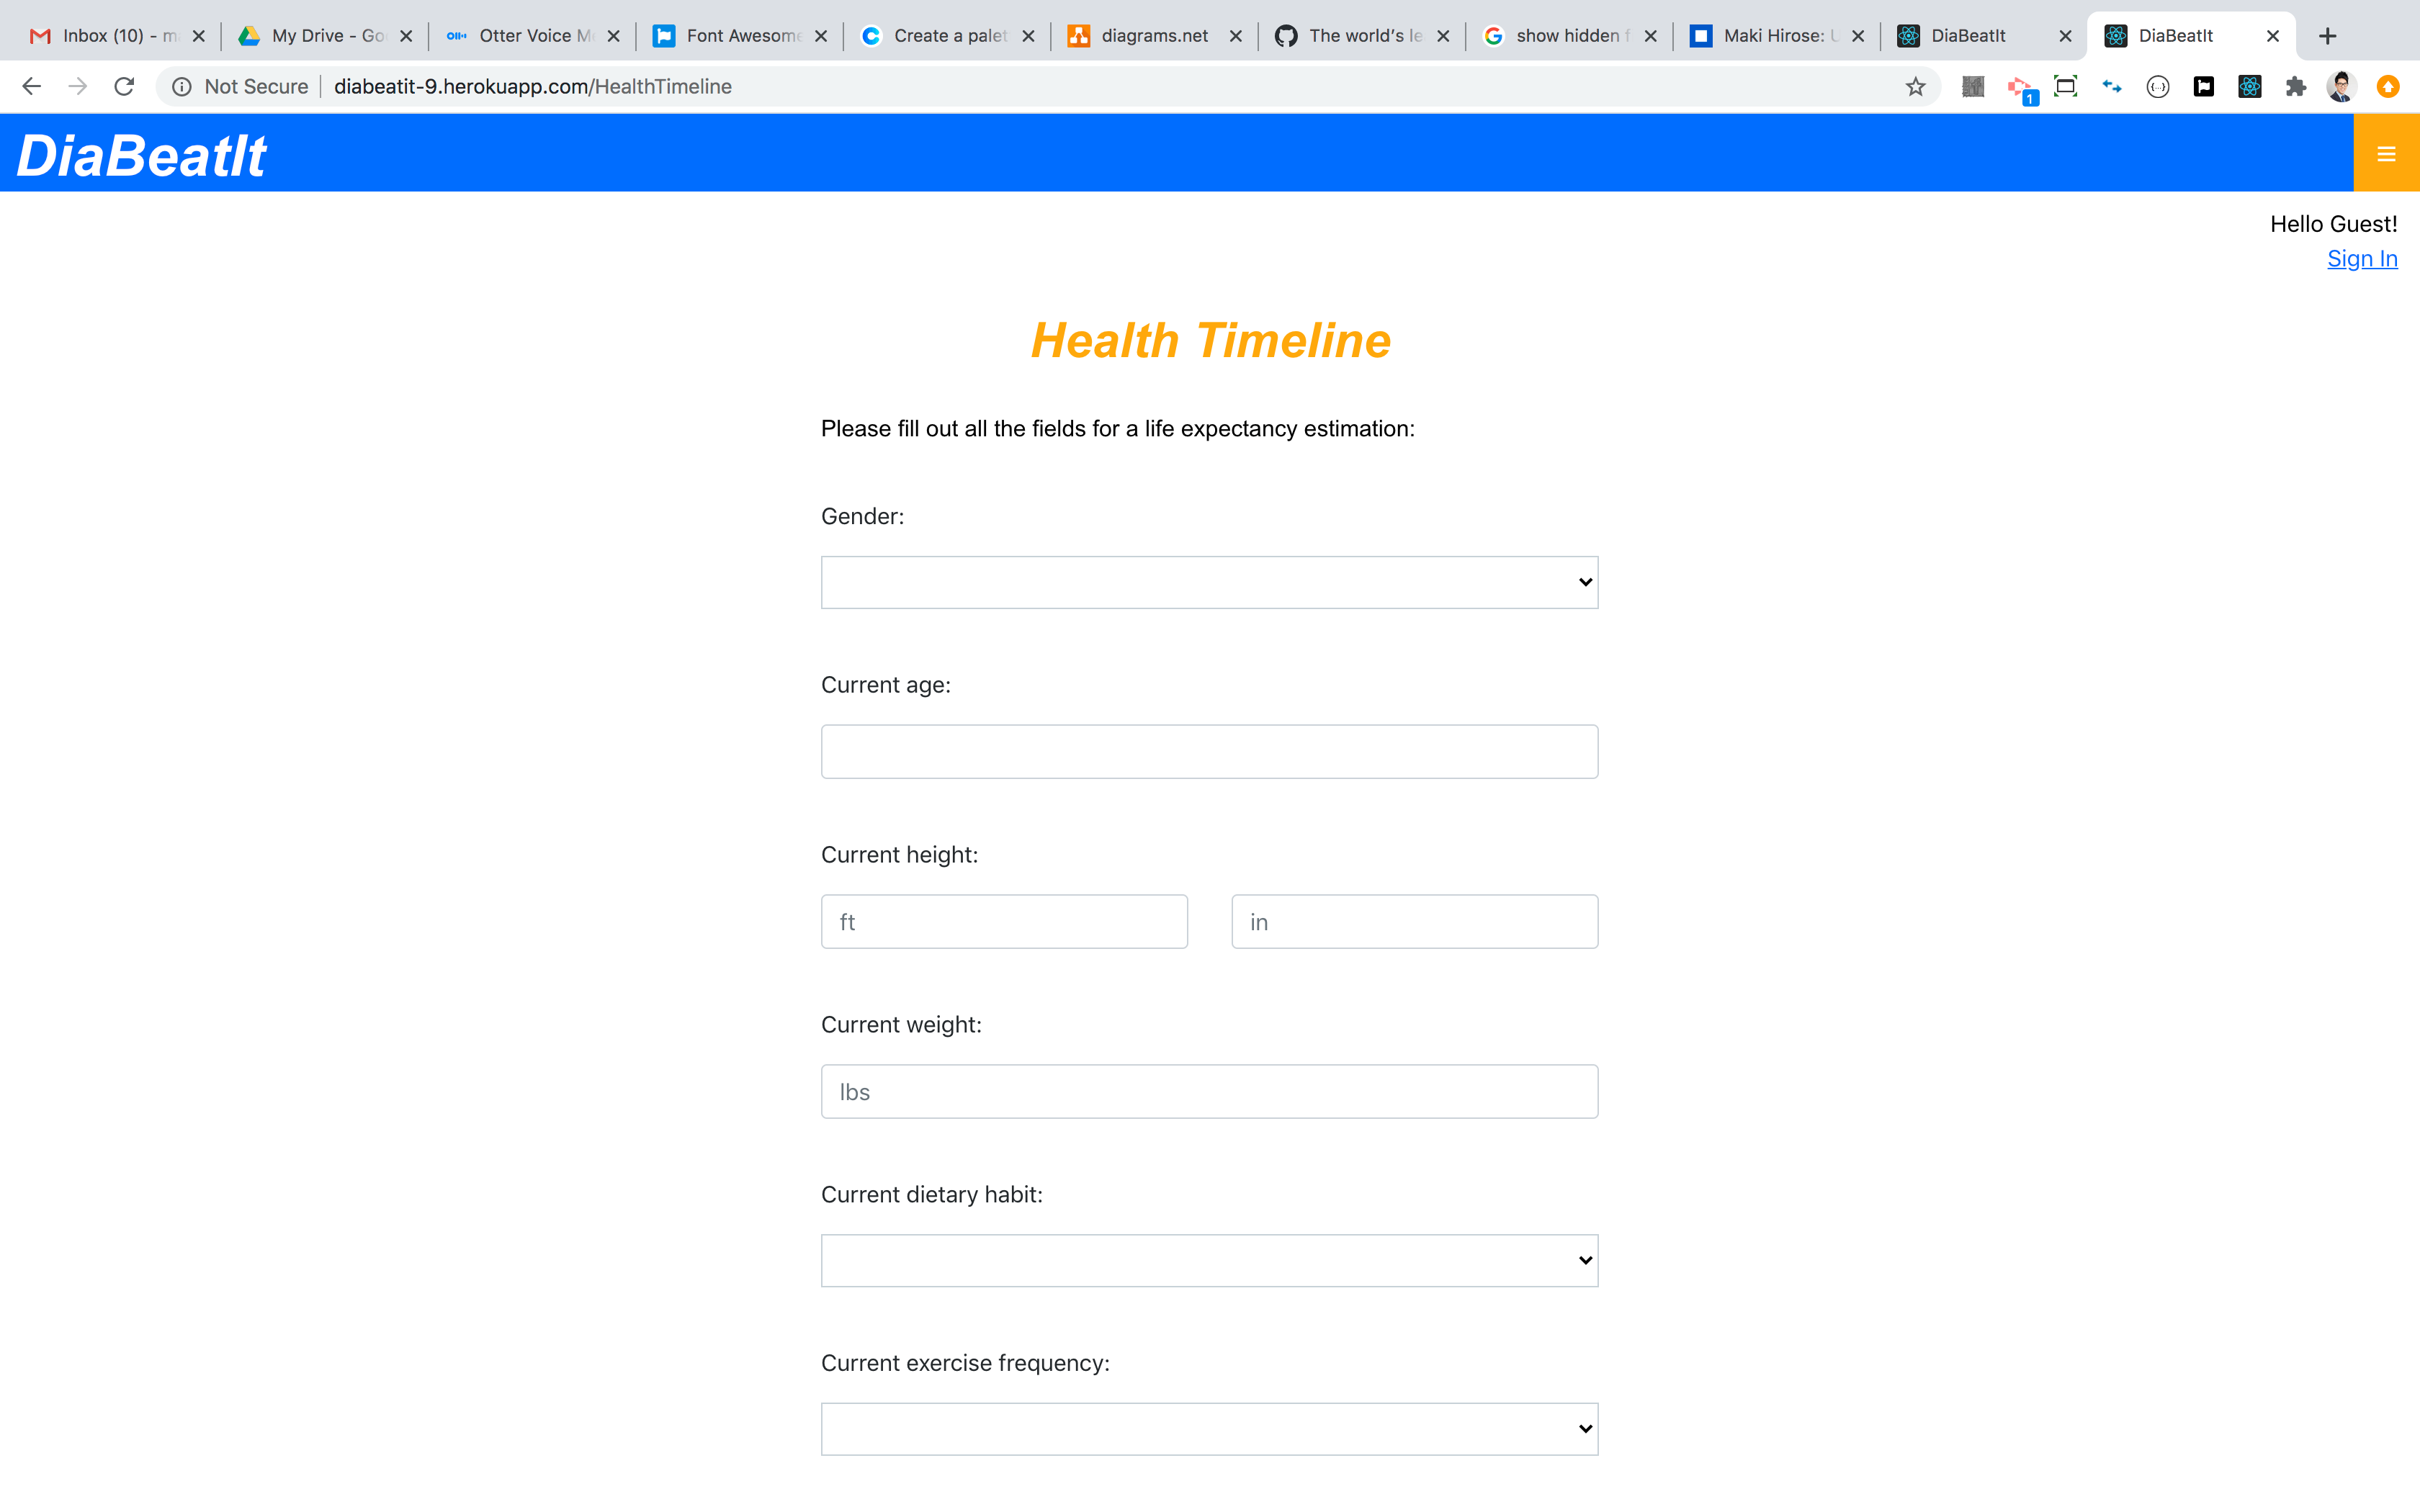 Inbox (10) - m
My Drive - Go
Otter Voice M
Font Awesome
Create a palet
diagrams.net
The world's le
show hidden f
Maki Hirose: U
DiaBeatIt
DiaBeatIt
Not Secure
diabeatit-9.herokuapp.com/HealthTimeline
1
DiaBeatIt
Hello Guest!
Sign In
Health Timeline
Please fill out all the fields for a life expectancy estimation:
Gender:
Current age:
Current height:
ft in
Current weight:
lbs
Current dietary habit:
Current exercise frequency: